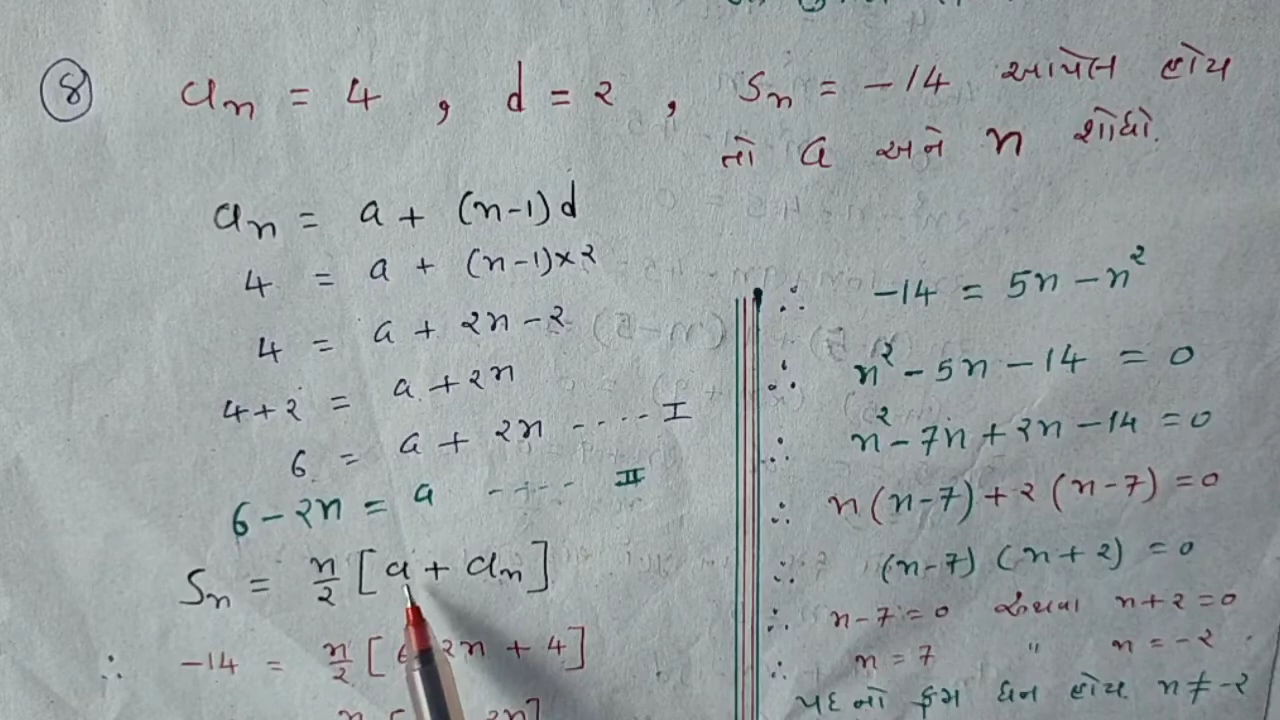 8 an = 4 , d = 2 , Sn = -14 આપેલ હોય
તો a અને n શોધો.
an = a + (n-1)d
4 = a + (n-1)×2
4 = a + 2n - 2
4+2 = a + 2n
6 = a + 2n ----- I
6 - 2n = a ----- II
Sn = n/2 [a + an]
∴ -14 = n/2 [6 2n + 4]
2n]
∴ -14 = 5n - n²
∴ n² - 5n - 14 = 0
∴ n² - 7n + 2n - 14 = 0
∴ n(n-7) + 2(n-7) = 0
∴ (n-7) (n+2) = 0
∴ n-7 = 0 અથવા n+2 = 0
∴ n = 7 " n = -2
પદનો ક્રમ ધન હોય n ≠ -2